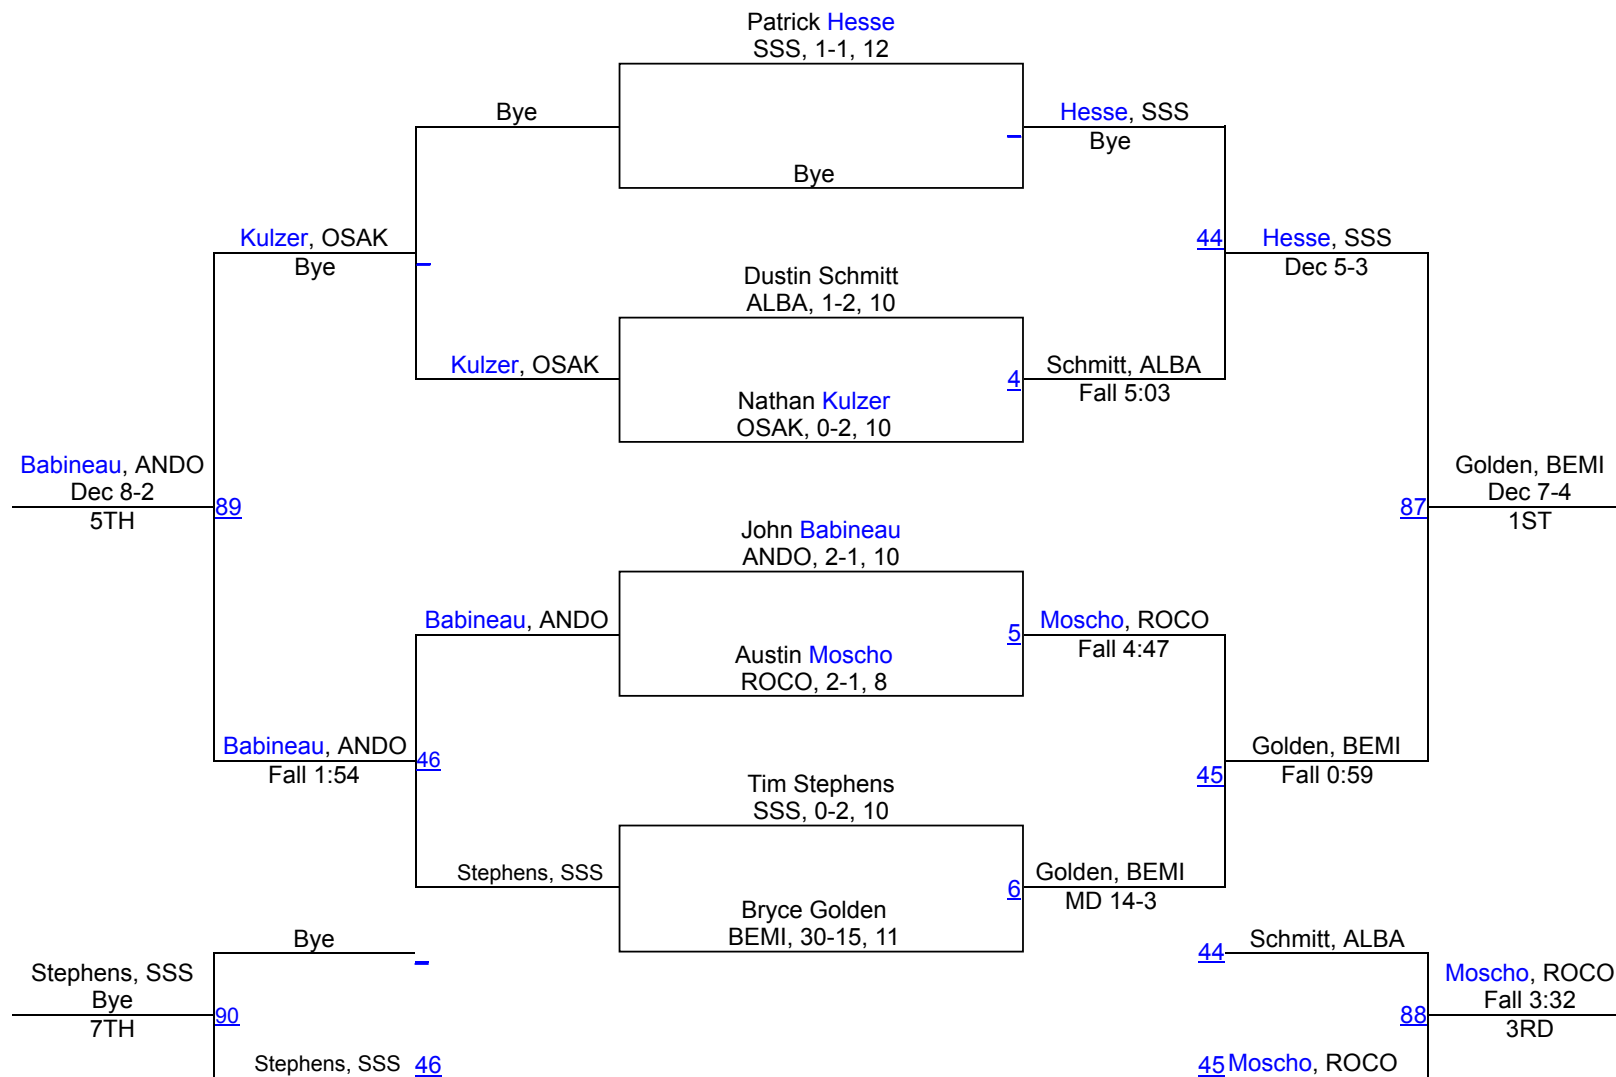 Patrick Hesse
SSS, 1-1, 12
Bye
Hesse, SSS
Bye
Bye
Kulzer, OSAK
Bye
44
Hesse, SSS
Dec 5-3
Dustin Schmitt
ALBA, 1-2, 10
Kulzer, OSAK
4
Schmitt, ALBA
Fall 5:03
Nathan Kulzer
OSAK, 0-2, 10
Babineau, ANDO
Dec 8-2
5TH
89
87
Golden, BEMI
Dec 7-4
1ST
John Babineau
ANDO, 2-1, 10
Babineau, ANDO
5
Moscho, ROCO
Fall 4:47
Austin Moscho
ROCO, 2-1, 8
Babineau, ANDO
Fall 1:54
46
45
Golden, BEMI
Fall 0:59
Tim Stephens
SSS, 0-2, 10
Stephens, SSS
6
Golden, BEMI
MD 14-3
Bryce Golden
BEMI, 30-15, 11
Bye
44
Schmitt, ALBA
Stephens, SSS
Bye
7TH
90
88
Moscho, ROCO
Fall 3:32
3RD
Stephens, SSS
46
45
Moscho, ROCO